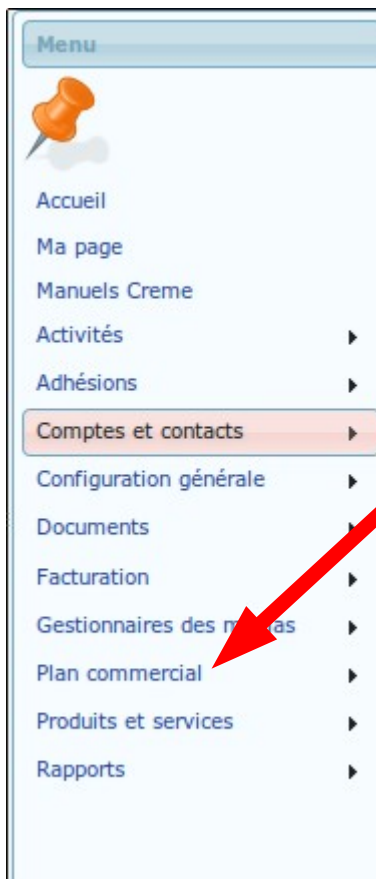 Menu
Accueil
Ma page
Manuels Creme
Activités
Adhésions
Comptes et contacts
Configuration générale
Documents
Facturation
Gestionnaires des
Plan commercial
Produits et services
Rapports